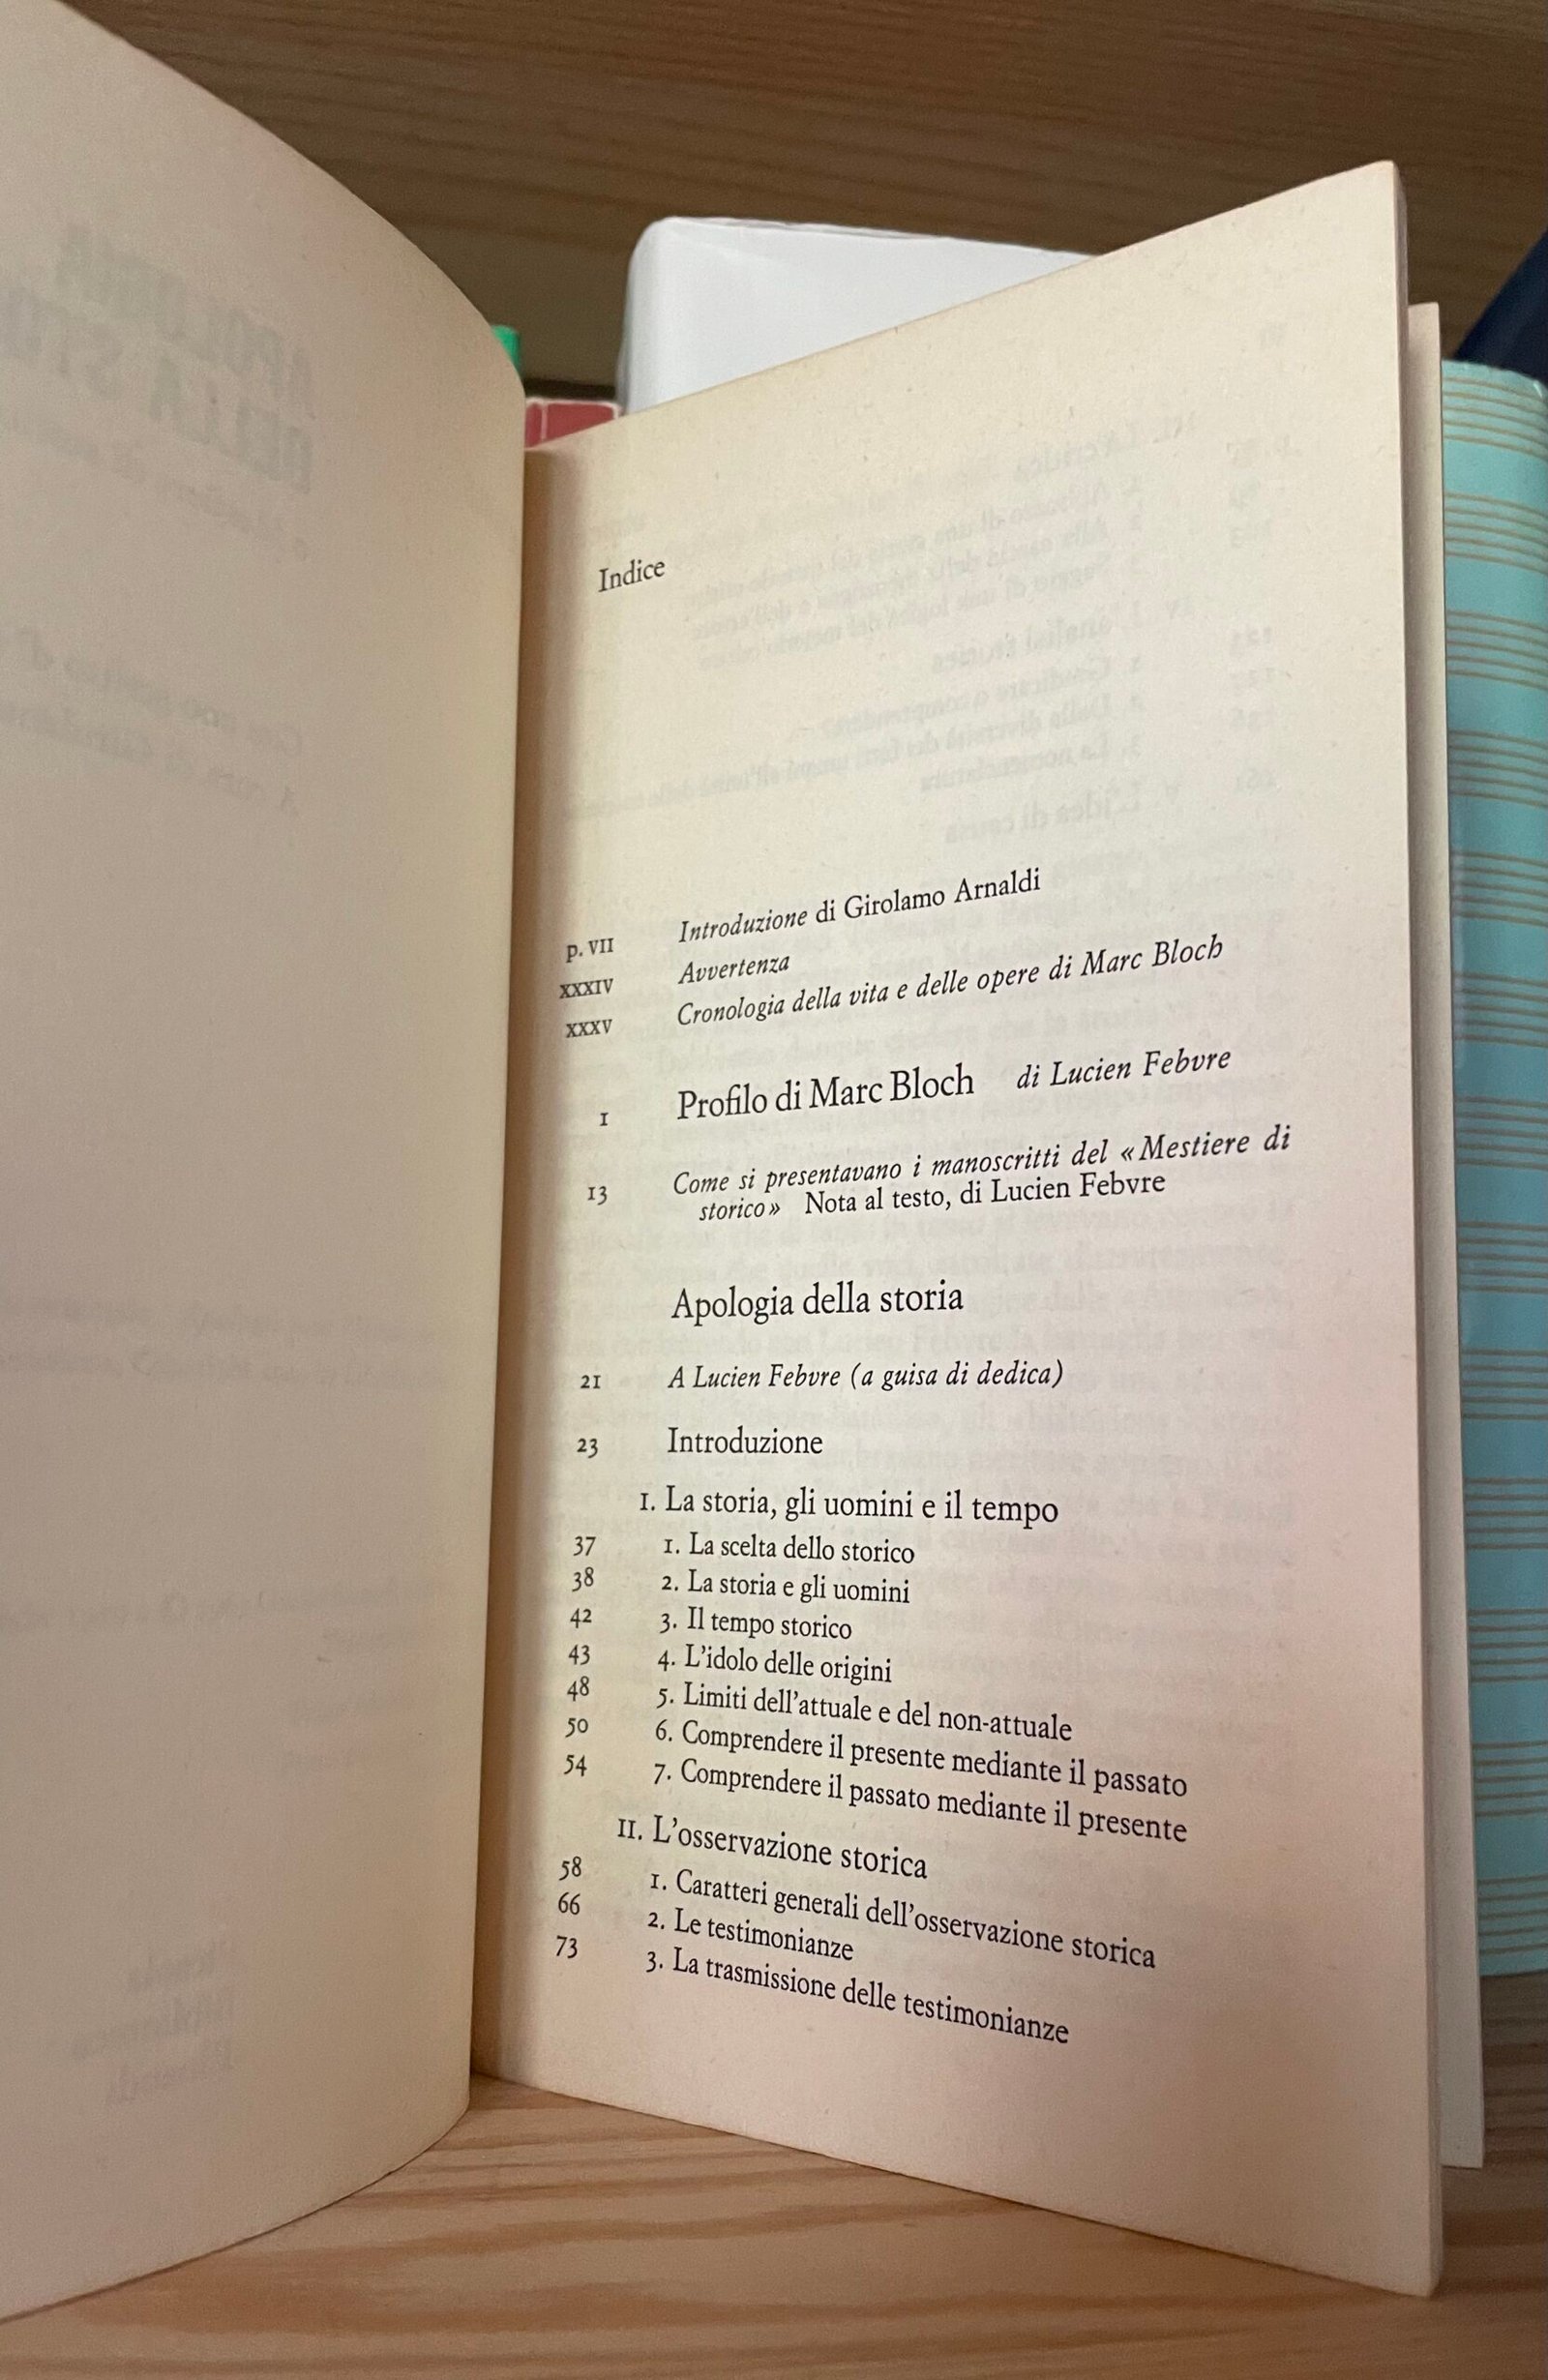 Indice
p. VII Introduzione di Girolamo Arnaldi
XXXIV Avvertenza
XXXV Cronologia della vita e delle opere di Marc Bloch
1 Profilo di Marc Bloch di Lucien Febvre
13 Come si presentavano i manoscritti del «Mestiere di
storico» Nota al testo, di Lucien Febvre
Apologia della storia
21 A Lucien Febvre (a guisa di dedica)
23 Introduzione
I. La storia, gli uomini e il tempo
37 1. La scelta dello storico
38 2. La storia e gli uomini
42 3. Il tempo storico
43 4. L'idolo delle origini
48 5. Limiti dell'attuale e del non-attuale
50 6. Comprendere il presente mediante il passato
54 7. Comprendere il passato mediante il presente
II. L'osservazione storica
58 1. Caratteri generali dell'osservazione storica
66 2. Le testimonianze
73 3. La trasmissione delle testimonianze